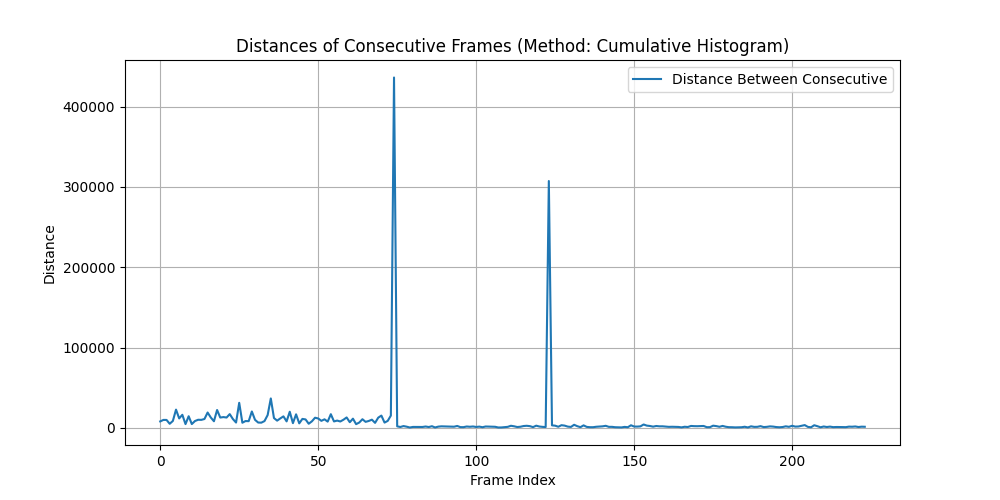 Distances of Consecutive Frames (Method: Cumulative Histogram)
Distance Between Consecutive
400000
300000
200000
100000
0
Distance
0 50 100 150 200
Frame Index